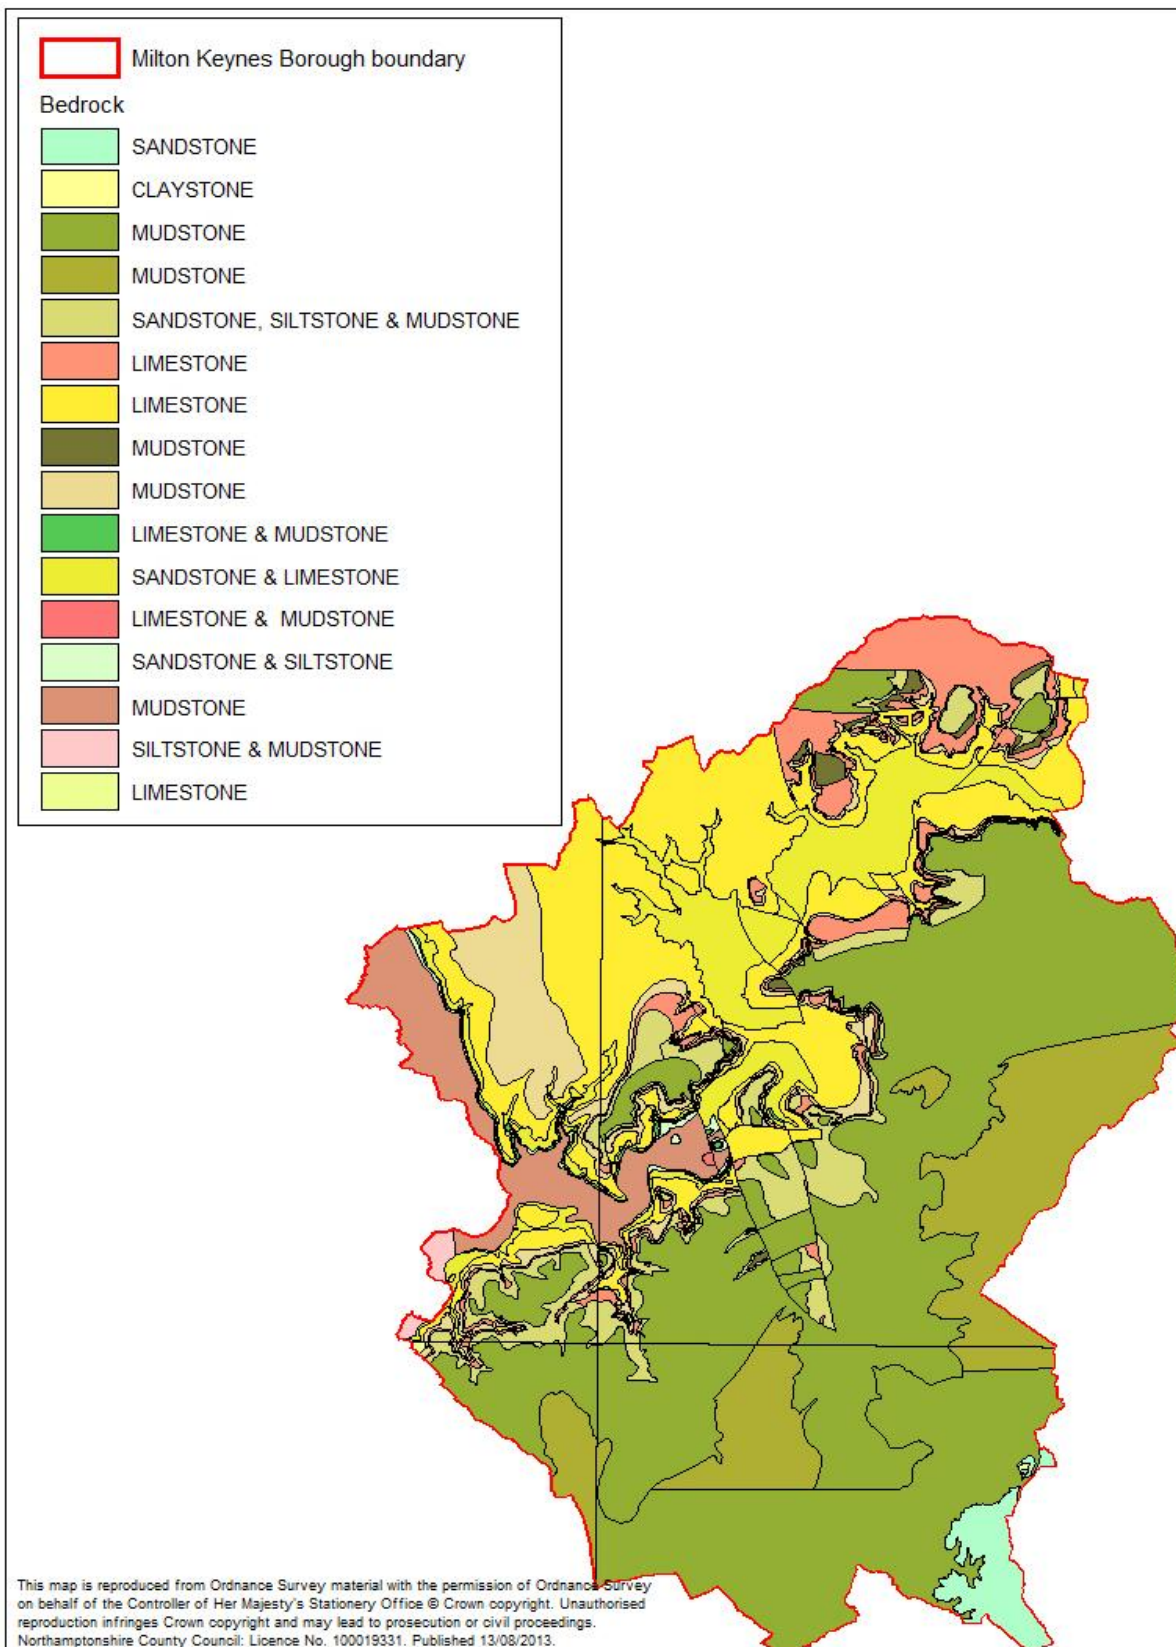 Milton Keynes Borough boundary
Bedrock
SANDSTONE
CLAYSTONE
MUDSTONE
MUDSTONE
SANDSTONE, SILTSTONE & MUDSTONE
LIMESTONE
LIMESTONE
MUDSTONE
MUDSTONE
LIMESTONE & MUDSTONE
SANDSTONE & LIMESTONE
LIMESTONE &  MUDSTONE
SANDSTONE & SILTSTONE
MUDSTONE
SILTSTONE & MUDSTONE
LIMESTONE
This map is reproduced from Ordnance Survey material with the permission of Ordnance Survey
on behalf of the Controller of Her Majesty's Stationery Office © Crown copyright. Unauthorised
reproduction infringes Crown copyright and may lead to prosecution or civil proceedings.
Northamptonshire County Council: Licence No. 100019331. Published 13/08/2013.